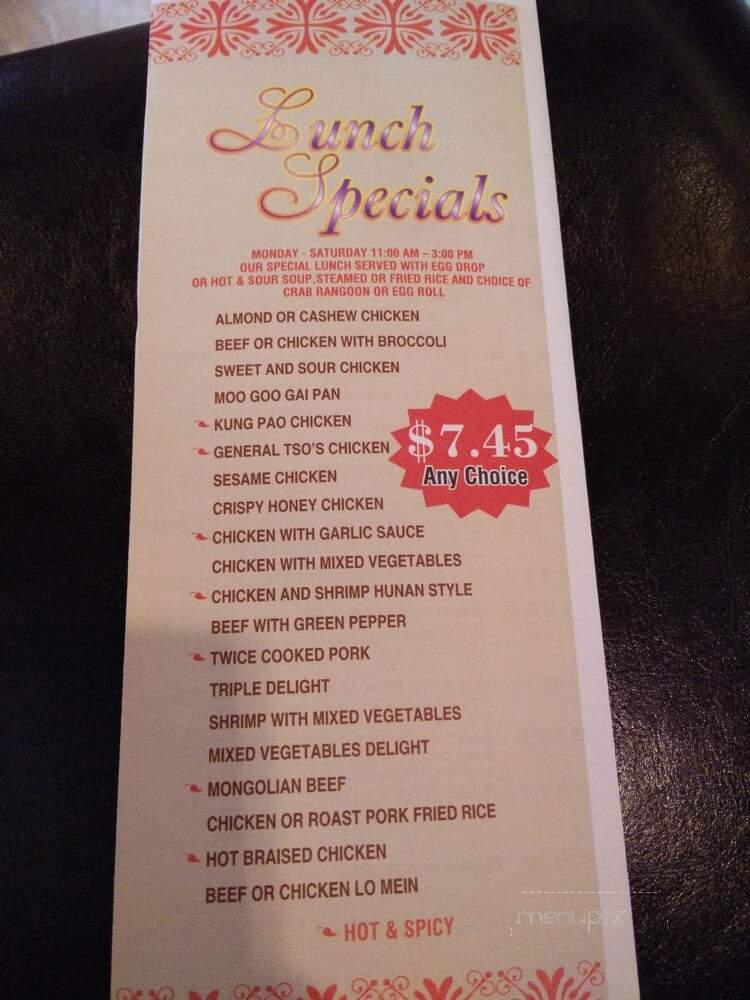 Lunch
Specials
MONDAY - SATURDAY 11:00 AM – 3:00 PM
OUR SPECIAL LUNCH SERVED WITH EGG DROP
OR HOT & SOUR SOUP, STEAMED OR FRIED RICE AND CHOICE OF
CRAB RANGOON OR EGG ROLL
ALMOND OR CASHEW CHICKEN
BEEF OR CHICKEN WITH BROCCOLI
SWEET AND SOUR CHICKEN
MOO GOO GAI PAN
KUNG PAO CHICKEN
GENERAL TSO'S CHICKEN
$7.45
Any Choice
SESAME CHICKEN
CRISPY HONEY CHICKEN
CHICKEN WITH GARLIC SAUCE
CHICKEN WITH MIXED VEGETABLES
CHICKEN AND SHRIMP HUNAN STYLE
BEEF WITH GREEN PEPPER
TWICE COOKED PORK
TRIPLE DELIGHT
SHRIMP WITH MIXED VEGETABLES
MIXED VEGETABLES DELIGHT
MONGOLIAN BEEF
CHICKEN OR ROAST PORK FRIED RICE
HOT BRAISED CHICKEN
BEEF OR CHICKEN LO MEIN
HOT & SPICY
menupix